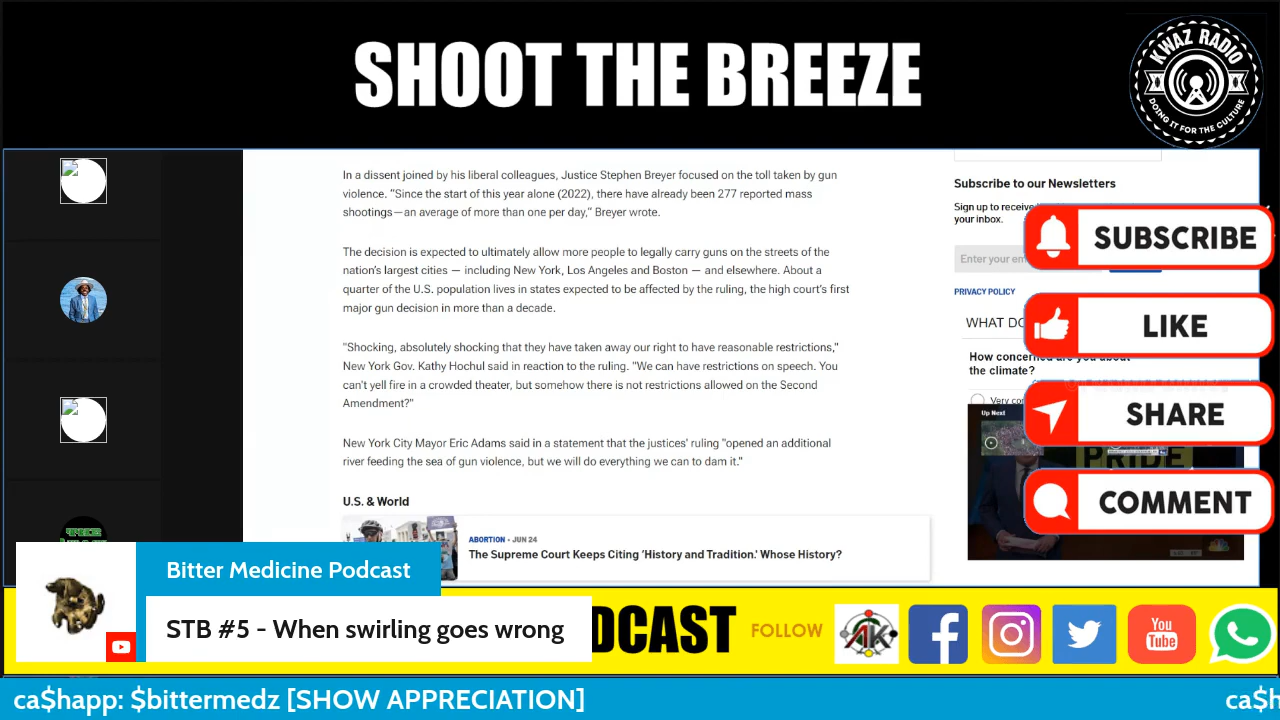 SHOOT THE BREEZE
KWAZ RADIO
DOING IT FOR THE CULTURE
In a dissent joined by his liberal colleagues, Justice Stephen Breyer focused on the toll taken by gun
violence. "Since the start of this year alone (2022), there have already been 277 reported mass
shootings—an average of more than one per day," Breyer wrote.
The decision is expected to ultimately allow more people to legally carry guns on the streets of the
nation's largest cities — including New York, Los Angeles and Boston — and elsewhere. About a
quarter of the U.S. population lives in states expected to be affected by the ruling, the high court's first
major gun decision in more than a decade.
"Shocking, absolutely shocking that they have taken away our right to have reasonable restrictions,"
New York Gov. Kathy Hochul said in reaction to the ruling. "We can have restrictions on speech. You
can't yell fire in a crowded theater, but somehow there is not restrictions allowed on the Second
Amendment?"
New York City Mayor Eric Adams said in a statement that the justices' ruling "opened an additional
river feeding the sea of gun violence, but we will do everything we can to dam it."
U.S. & World
ABORTION • JUN 24
The Supreme Court Keeps Citing 'History and Tradition.' Whose History?
Subscribe to our Newsletters
Sign up to receive
your inbox.
Enter your em
PRIVACY POLICY
WHAT DO
How concerned are you about
the climate?
Very con
Up Next
PRIDE
SUBSCRIBE
LIKE
SHARE
COMMENT
Bitter Medicine Podcast
STB #5 - When swirling goes wrong
DCAST
FOLLOW
You
Tube
ca$happ: $bittermedz [SHOW APPRECIATION]
ca$h